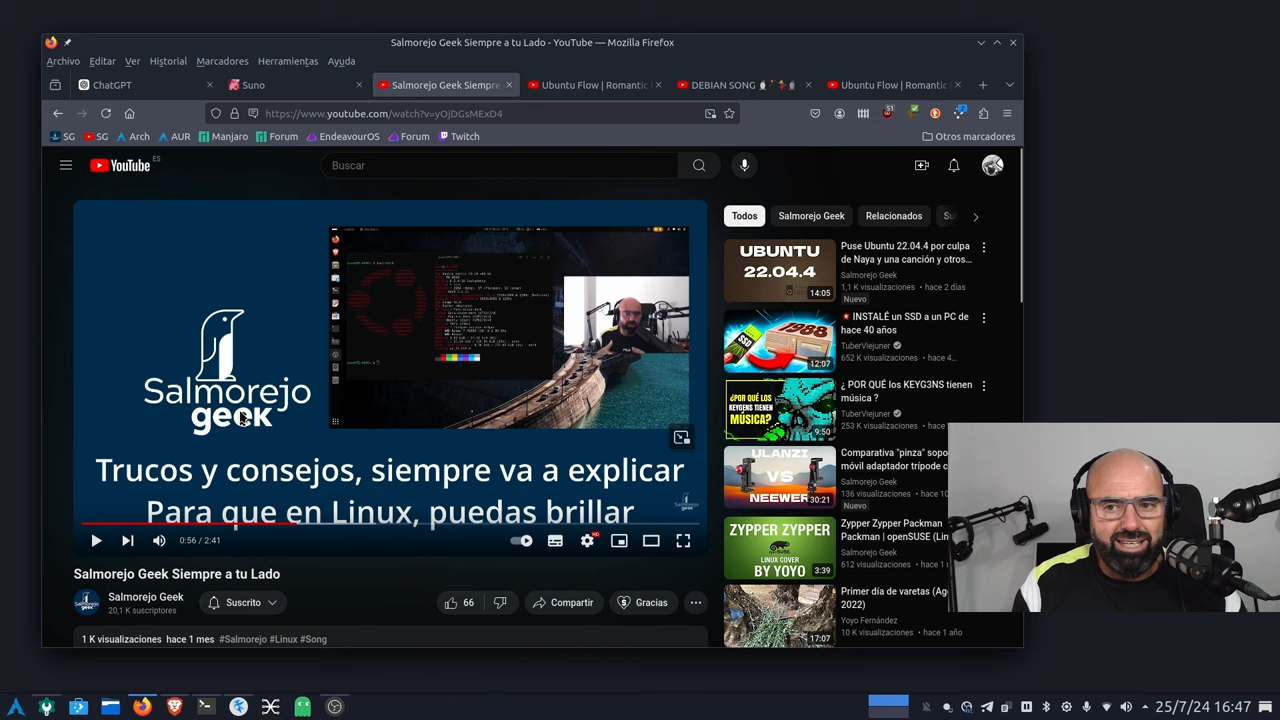 Salmorejo Geek Siempre a tu Lado - YouTube — Mozilla Firefox
Archivo Editar Ver Historial Marcadores Herramientas Ayuda
ChatGPT Suno Salmorejo Geek Siempre Ubuntu Flow | Romantic DEBIAN SONG Ubuntu Flow | Romantic
https://www.youtube.com/watch?v=yOjDGsMExD4
51
2
SG SG Arch AUR Manjaro Forum EndeavourOS Forum Twitch Otros marcadores
YouTube ES
Buscar
Salmorejo
geek
Trucos y consejos, siempre va a explicar
Para que en Linux, puedas brillar
0:56 / 2:41
Salmorejo Geek Siempre a tu Lado
Salmorejo Geek
20,1 K suscriptores
Suscrito
66
Compartir
Gracias
1 K visualizaciones hace 1 mes #Salmorejo #Linux #Song
Todos Salmorejo Geek Relacionados
UBUNTU
22.04.4
14:05
Puse Ubuntu 22.04.4 por culpa
de Naya y una canción y otros...
Salmorejo Geek
1,1 K visualizaciones • hace 2 días
Nuevo
SSD
1988
12:07
INSTALÉ un SSD a un PC de
hace 40 años
TuberViejuner
652 K visualizaciones • hace 4...
¿POR QUÉ LOS
KEYGENS TIENEN
MÚSICA?
9:50
¿ POR QUÉ los KEYG3NS tienen
música ?
TuberViejuner
253 K visualizaciones • hace
ULANZI
VS
NEEWER
30:21
Comparativa "pinza" sopo
móvil adaptador trípode c
Salmorejo Geek
136 visualizaciones • hace
Nuevo
ZYPPER ZYPPER
PACKMAN
LINUX COVER
BY YOYO
3:39
Zypper Zypper Packman
Packman | openSUSE (Lin
Salmorejo Geek
612 visualizaciones • hace
17:07
Primer día de varetas (Ag
2022)
Yoyo Fernández
10 K visualizaciones • hace 1 año
25/7/24 16:47